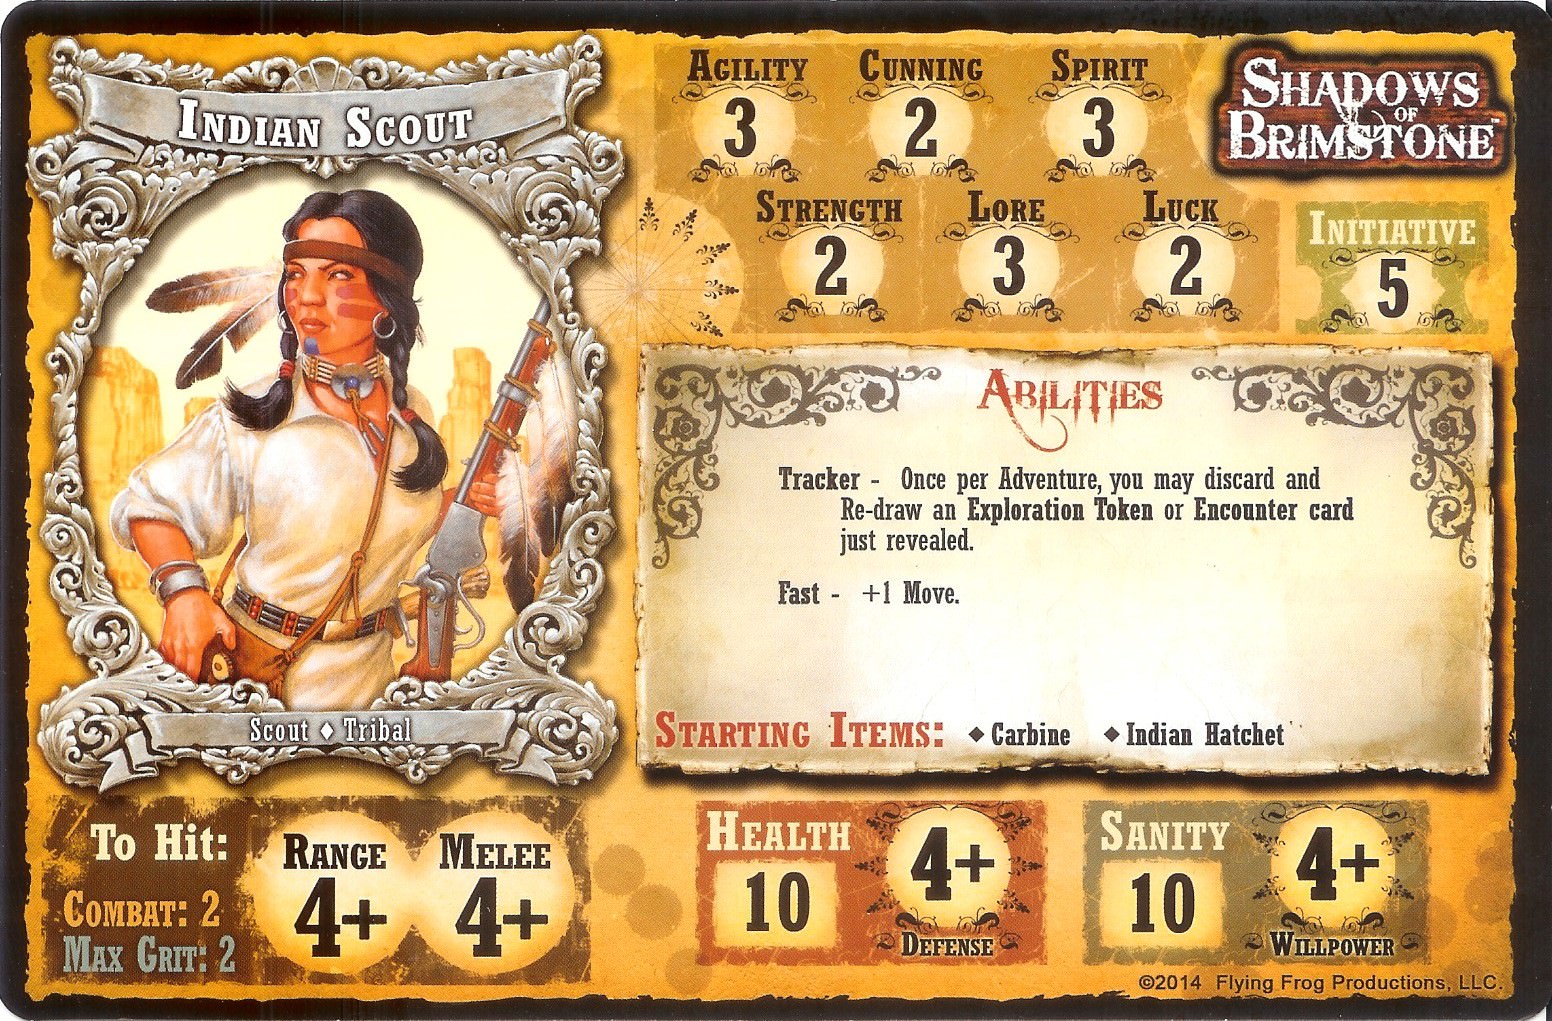 Indian Scout
Scout ♦ Tribal
To Hit:
Combat: 2
Max Grit: 2
Range
4+
Melee
4+
Agility
3
Cunning
2
Spirit
3
Shadows
of
Brimstone™
Strength
2
Lore
3
Luck
2
Initiative
5
Abilities
Tracker - Once per Adventure, you may discard and
Re-draw an Exploration Token or Encounter card
just revealed.
Fast - +1 Move.
Starting Items: ♦ Carbine ♦ Indian Hatchet
Health
10
4+
Defense
Sanity
10
4+
Willpower
©2014 Flying Frog Productions, LLC.